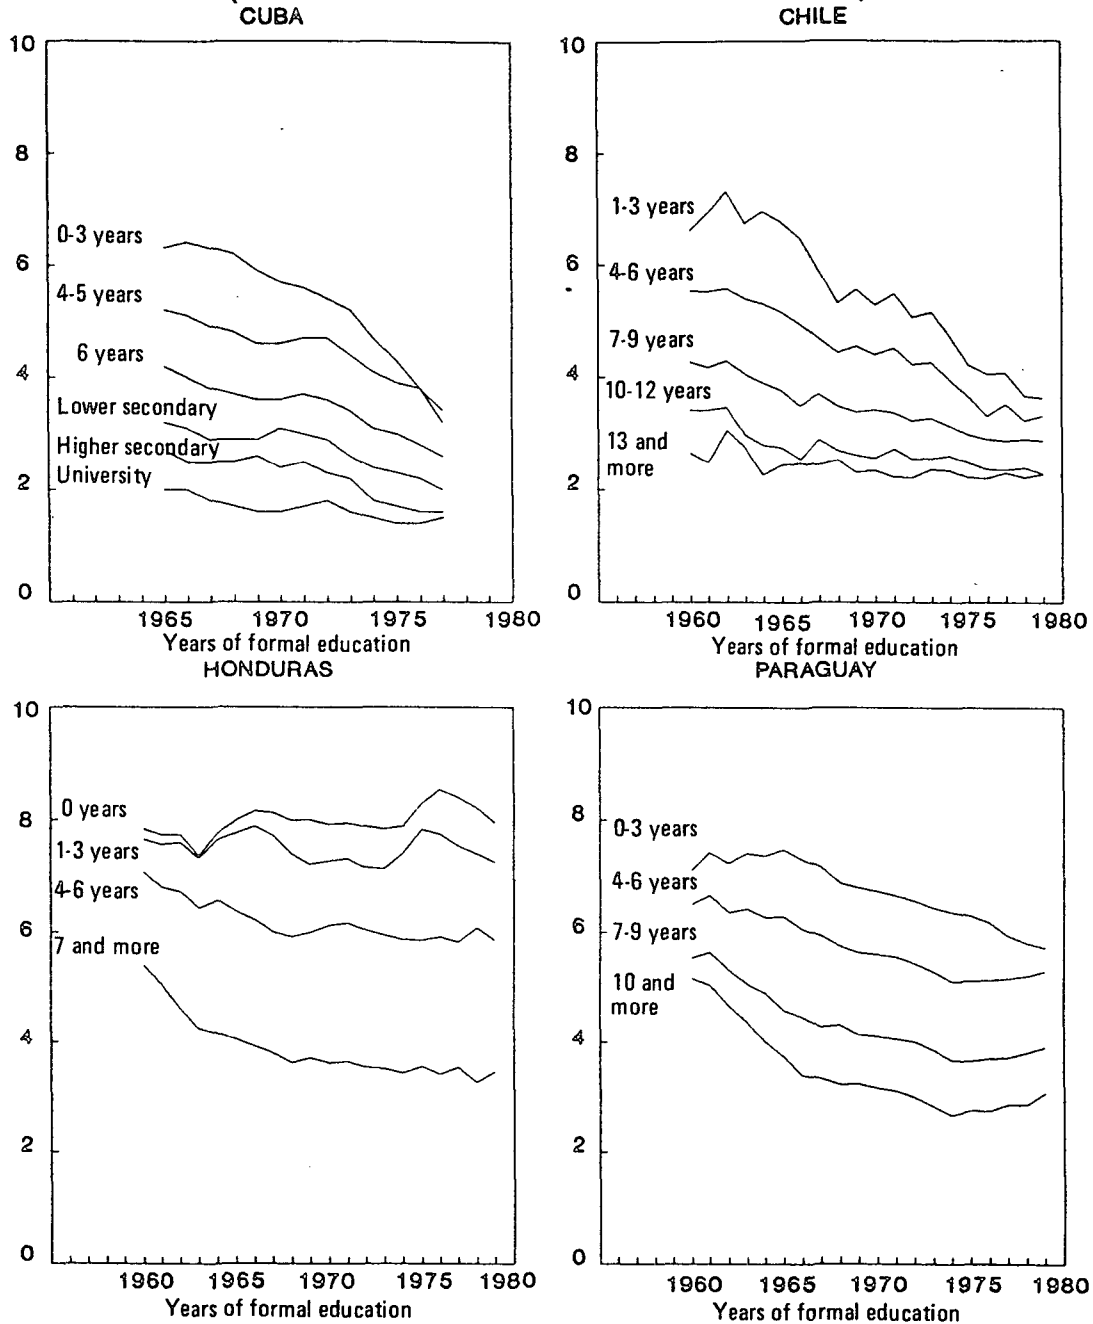 CUBA
10
8
6
4
2
0
0-3 years
4-5 years
6 years
Lower secondary
Higher secondary
University
1965 1970 1975 1980
Years of formal education
CHILE
10
8
6
4
2
0
1-3 years
4-6 years
7-9 years
10-12 years
13 and
more
1960 1965 1970 1975 1980
Years of formal education
HONDURAS
10
8
6
4
2
0
0 years
1-3 years
4-6 years
7 and more
1960 1965 1970 1975 1980
Years of formal education
PARAGUAY
10
8
6
4
2
0
0-3 years
4-6 years
7-9 years
10 and
more
1960 1965 1970 1975 1980
Years of formal education